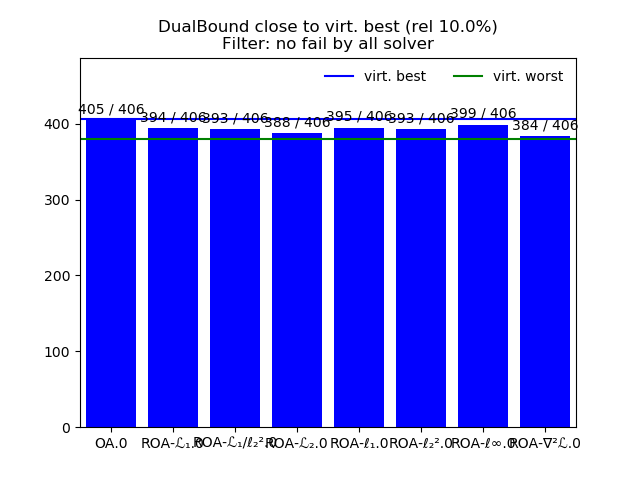 DualBound close to virt. best (rel 10.0%)
Filter: no fail by all solver
virt. best
virt. worst
405 / 406
394 / 406
393 / 406
388 / 406
395 / 406
393 / 406
399 / 406
384 / 406
400
300
200
100
0
OA.0
ROA-ℒ₁.0
ROA-ℒ₁/ℓ₂².0
ROA-ℒ₂.0
ROA-ℓ₁.0
ROA-ℓ₂².0
ROA-ℓ∞.0
ROA-∇²ℒ.0